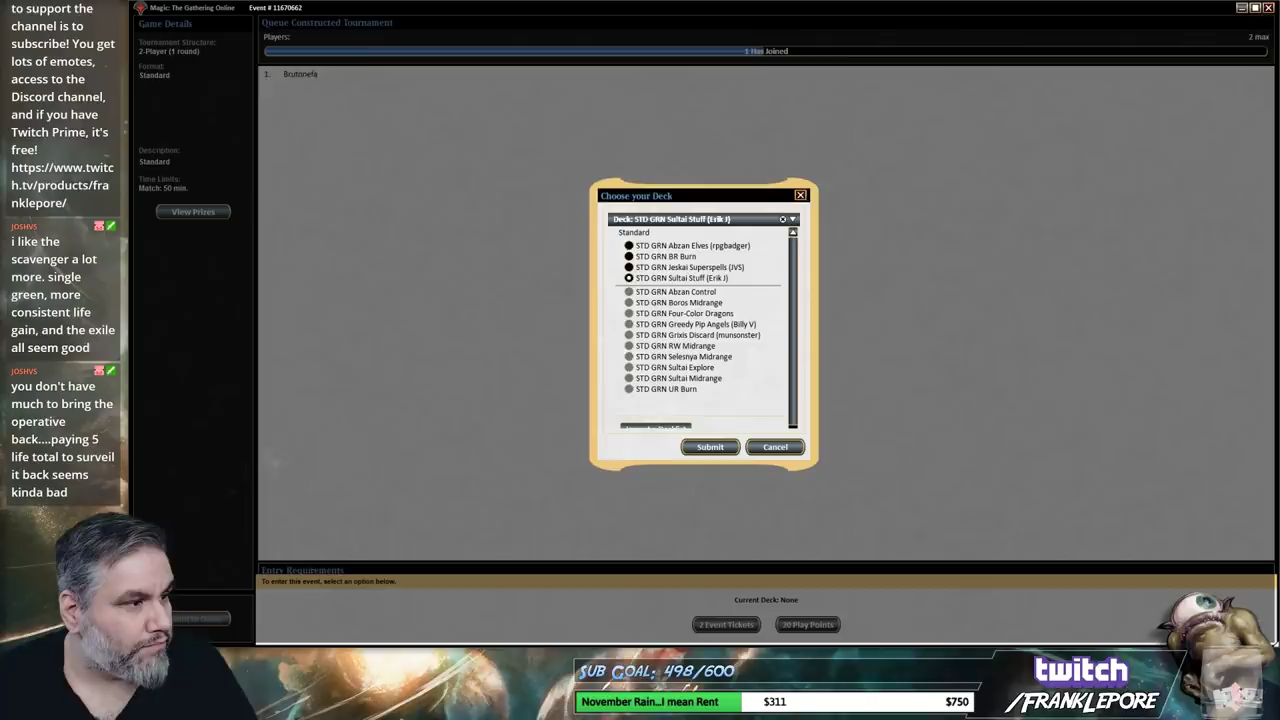 to support the
channel is to
subscribe! You get
lots of emotes,
access to the
Discord channel,
and if you have
Twitch Prime, it's
free!
https://www.twitc
h.tv/products/fra
nklepore/
JOSHVS
i like the
scavenger a lot
more. single
green, more
consistent life
gain, and the exile
all seem good
JOSHVS
you don't have
much to bring the
operative
back....paying 5
life total to surveil
it back seems
kinda bad
Magic: The Gathering Online Event # 11670662
Game Details
Tournament Structure:
2-Player (1 round)
Format:
Standard
Description:
Standard
Time Limits:
Match: 50 min.
View Prizes
Queue Constructed Tournament
Players:
2 max
1 Has Joined
1. Brutonefa
Choose your Deck
Deck: STD GRN Sultai Stuff (Erik J)
Standard
STD GRN Abzan Elves (rpgbadger)
STD GRN BR Burn
STD GRN Jeskai Superspells (JVS)
STD GRN Sultai Stuff (Erik J)
STD GRN Abzan Control
STD GRN Boros Midrange
STD GRN Four-Color Dragons
STD GRN Greedy Pip Angels (Billy V)
STD GRN Grixis Discard (munsonster)
STD GRN RW Midrange
STD GRN Selesnya Midrange
STD GRN Sultai Explore
STD GRN Sultai Midrange
STD GRN UR Burn
Submit
Cancel
Entry Requirements
To enter this event, select an option below.
Current Deck: None
2 Event Tickets
20 Play Points
SUB GOAL: 498/600
November Rain...I mean Rent
$311
$750
twitch
/FRANKLEPORE